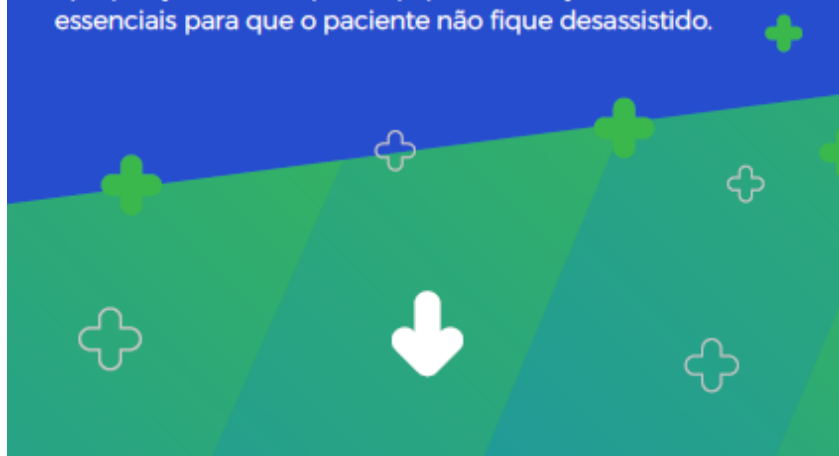 essenciais para que o paciente não fique desassistido.